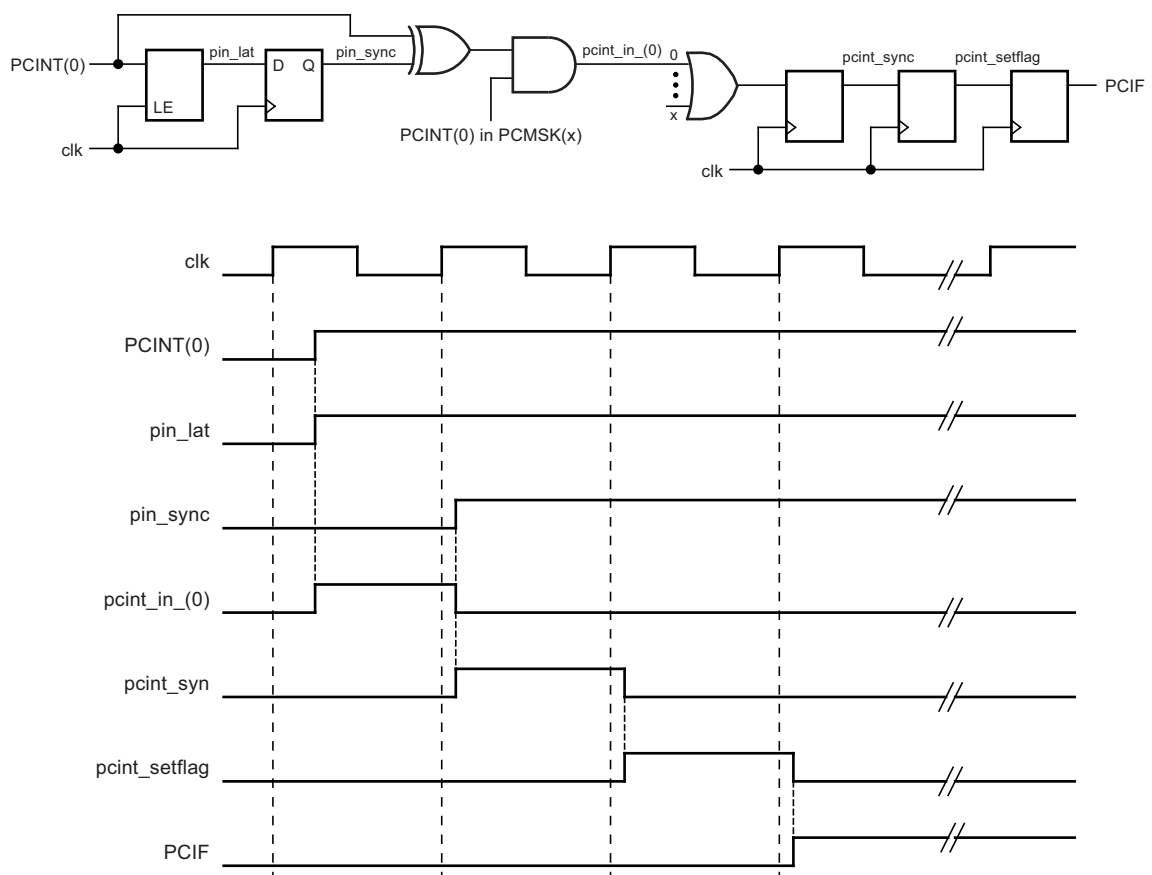 PCINT(0)
pin_lat
pin_sync
pcint_in_(0)
0
x
pcint_sync
pcint_setflag
PCIF
D Q
LE
clk
PCINT(0) in PCMSK(x)
clk
clk
PCINT(0)
pin_lat
pin_sync
pcint_in_(0)
pcint_syn
pcint_setflag
PCIF